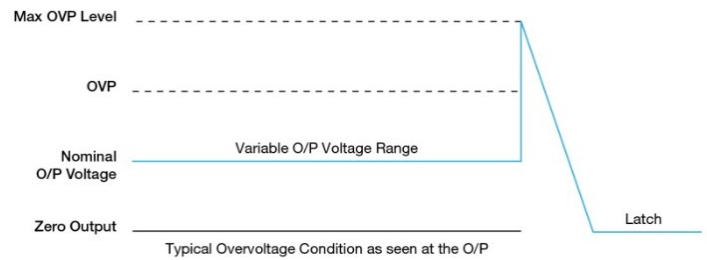 Max OVP Level
OVP
Variable O/P Voltage Range
Nominal
O/P Voltage
Zero Output
Latch
Typical Overvoltage Condition as seen at the O/P